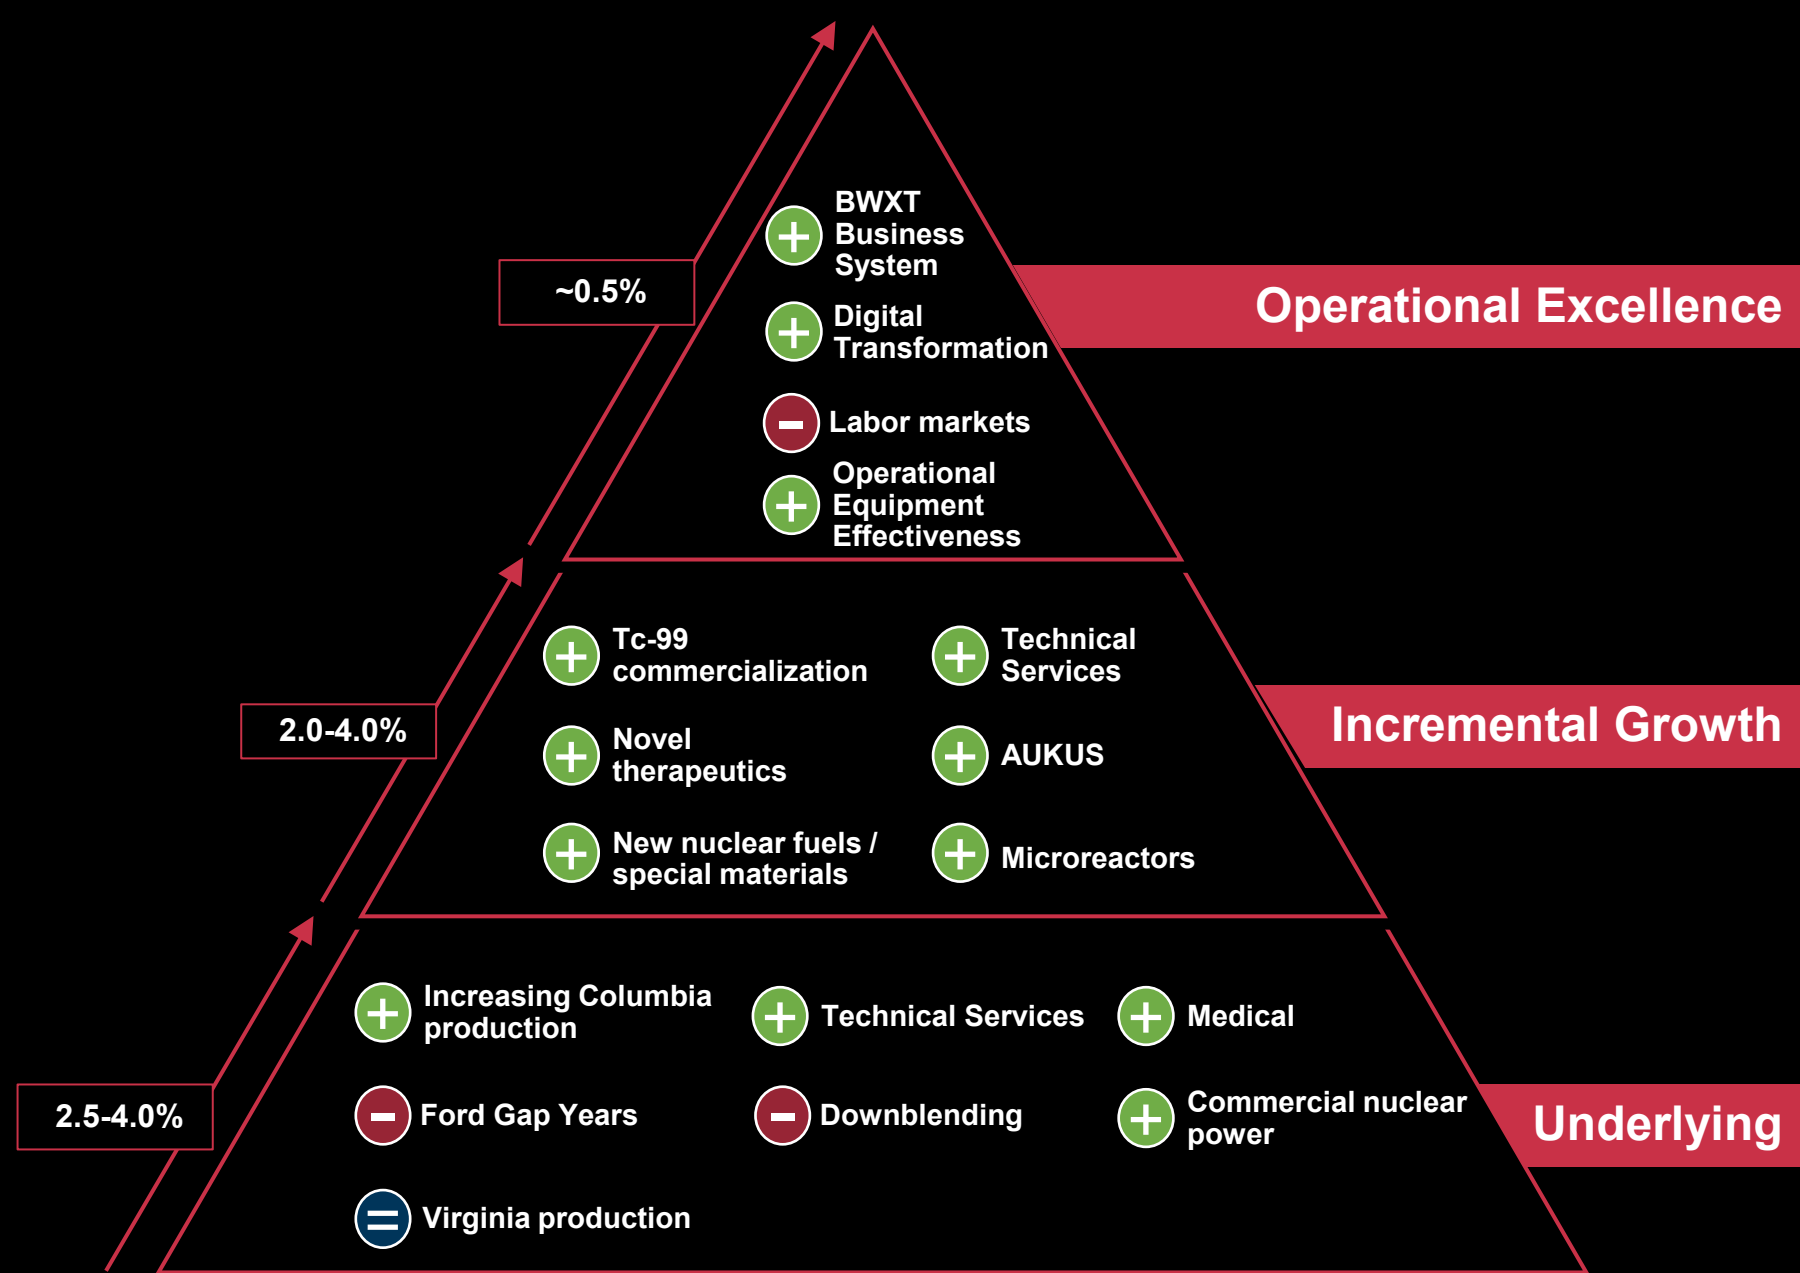 BWXT
Business
System
~0.5%
Operational Excellence
Digital
Transformation
Labor markets
Operational
Equipment
Effectiveness
Tc-99
commercialization
Technical
Services
2.0-4.0%
Incremental Growth
Novel
therapeutics
AUKUS
New nuclear fuels /
special materials
Microreactors
Increasing Columbia
production
Technical Services
Medical
2.5-4.0%
Ford Gap Years
Downblending
Commercial nuclear
power
Underlying
Virginia production